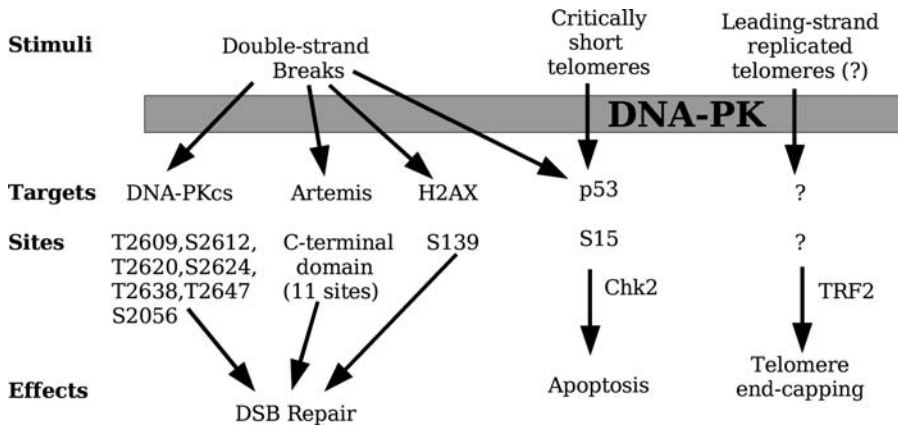 Stimuli
Double-strand
Breaks
Critically
short
telomeres
Leading-strand
replicated
telomeres (?)
DNA-PK
Targets
DNA-PKcs
Artemis
H2AX
p53
?
Sites
T2609,S2612,
T2620,S2624,
T2638,T2647
S2056
C-terminal
domain
(11 sites)
S139
S15
?
Chk2
TRF2
Effects
DSB Repair
Apoptosis
Telomere
end-capping